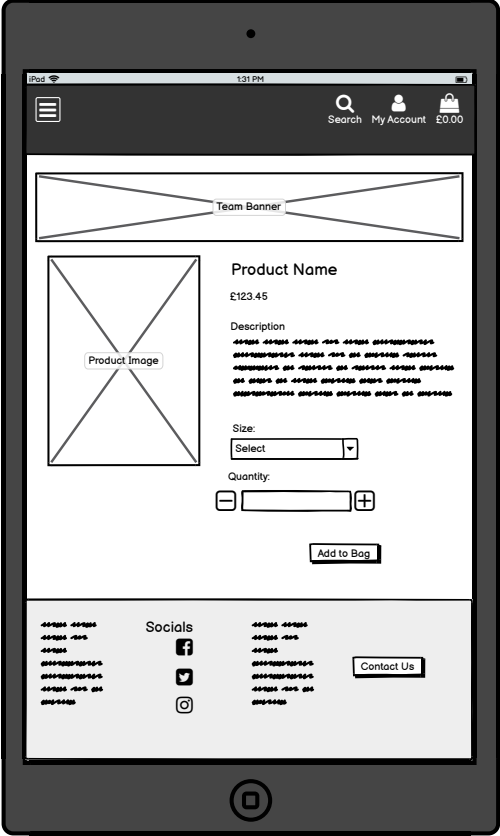 iPad
1:31 PM
Search
My Account
£0.00
Team Banner
Product Name
£123.45
Product Image
Description
Size:
Select
Quantity:
Add to Bag
Socials
Contact Us